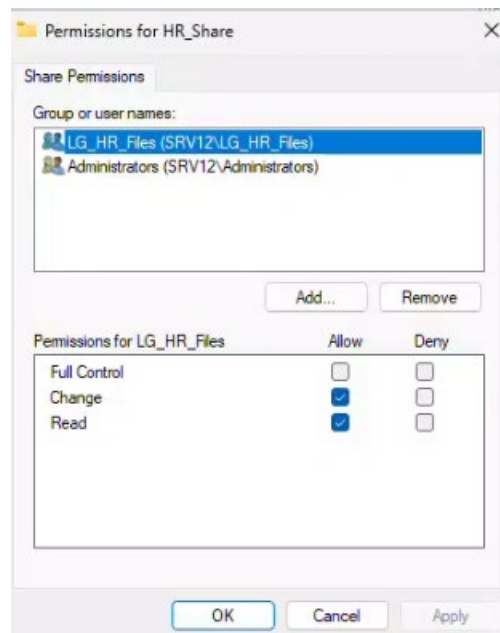 Permissions for HR_Share
Share Permissions
Group or user names:
LG_HR_Files (SRV12\LG_HR_Files)
Administrators (SRV12\Administrators)
Add... Remove
Permissions for LG_HR_Files Allow Deny
Full Control
Change
Read
OK Cancel Apply